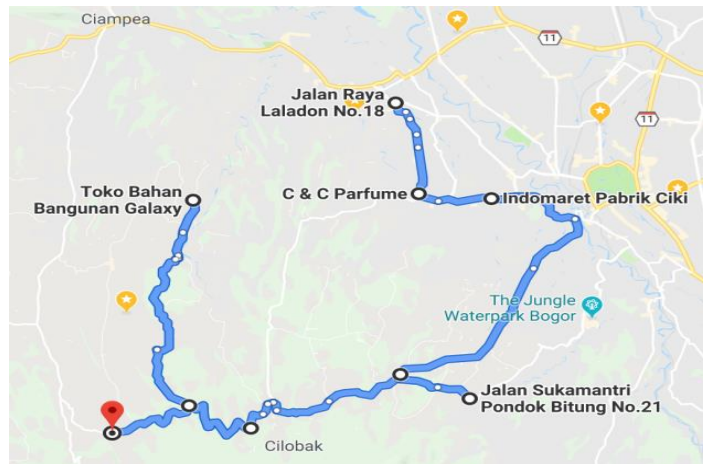 Ciampea
11
Jalan Raya
Laladon No.18
11
Toko Bahan
Bangunan Galaxy
C & C Parfume
Indomaret Pabrik Ciki
The Jungle
Waterpark Bogor
Jalan Sukamantri
Pondok Bitung No.21
Cilobak